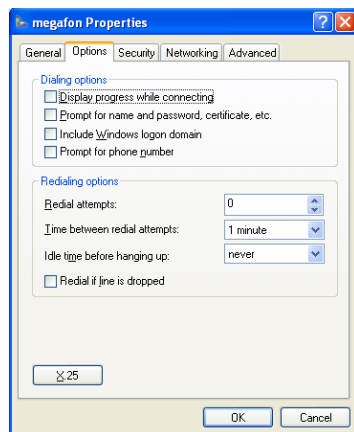 megafon Properties
General Options Security Networking Advanced
Dialing options
Display progress while connecting
Prompt for name and password, certificate, etc.
Include Windows logon domain
Prompt for phone number
Redialing options
Redial attempts: 0
Time between redial attempts: 1 minute
Idle time before hanging up: never
Redial if line is dropped
X.25
OK Cancel